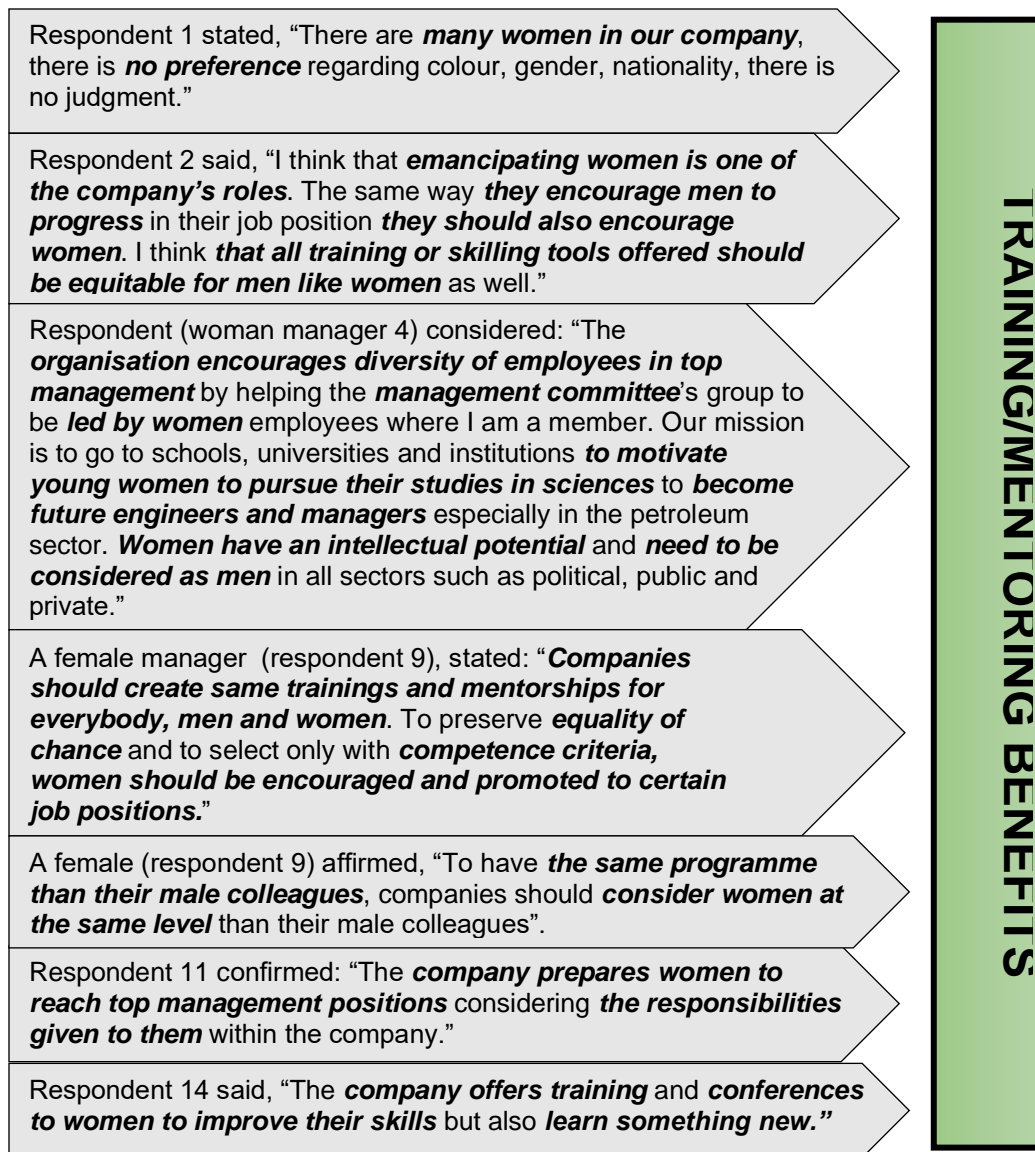 Respondent 1 stated, “There are many women in our company,
there is no preference regarding colour, gender, nationality, there is
no judgment.”
Respondent 2 said, “I think that emancipating women is one of
the company’s roles. The same way they encourage men to
progress in their job position they should also encourage
women. I think that all training or skilling tools offered should
be equitable for men like women as well.”
Respondent (woman manager 4) considered: “The
organisation encourages diversity of employees in top
management by helping the management committee’s group to
be led by women employees where I am a member. Our mission
is to go to schools, universities and institutions to motivate
young women to pursue their studies in sciences to become
future engineers and managers especially in the petroleum
sector. Women have an intellectual potential and need to be
considered as men in all sectors such as political, public and
private.”
A female manager (respondent 9), stated: “Companies
should create same trainings and mentorships for
everybody, men and women. To preserve equality of
chance and to select only with competence criteria,
women should be encouraged and promoted to certain
job positions.”
A female (respondent 9) affirmed, “To have the same programme
than their male colleagues, companies should consider women at
the same level than their male colleagues”.
Respondent 11 confirmed: “The company prepares women to
reach top management positions considering the responsibilities
given to them within the company.”
Respondent 14 said, “The company offers training and conferences
to women to improve their skills but also learn something new.”
TRAINING/MENTORING BENEFITS